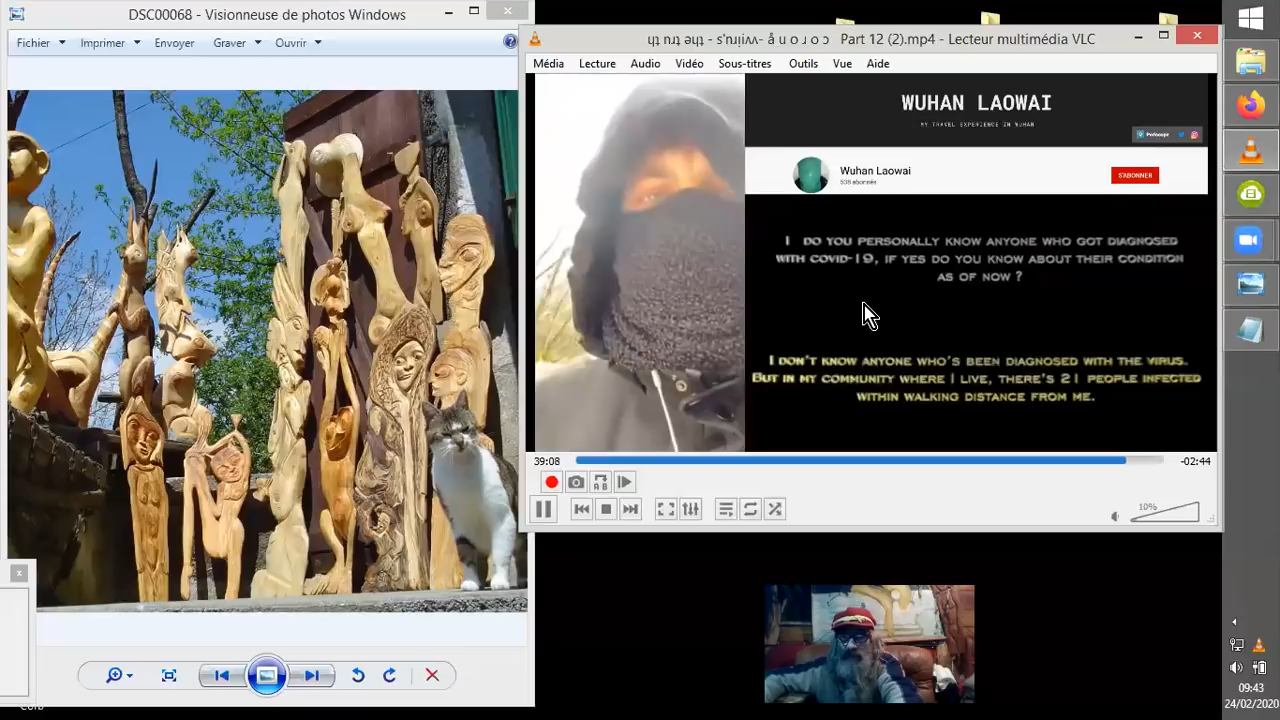 DSC00068 - Visionneuse de photos Windows
Fichier
Imprimer
Envoyer
Graver
Ouvrir
Part 12 (2).mp4 - Lecteur multimédia VLC
Média
Lecture
Audio
Vidéo
Sous-titres
Outils
Vue
Aide
WUHAN LAOWAI
MY TRAVEL EXPERIENCE IN WUHAN
Wuhan Laowai
538 abonnés
S'ABONNER
1 DO YOU PERSONALLY KNOW ANYONE WHO GOT DIAGNOSED
WITH COVID-19, IF YES DO YOU KNOW ABOUT THEIR CONDITION
AS OF NOW ?
I DON'T KNOW ANYONE WHO'S BEEN DIAGNOSED WITH THE VIRUS.
BUT IN MY COMMUNITY WHERE I LIVE, THERE'S 21 PEOPLE INFECTED
WITHIN WALKING DISTANCE FROM ME.
39:08
-02:44
10%
09:43
24/02/2020